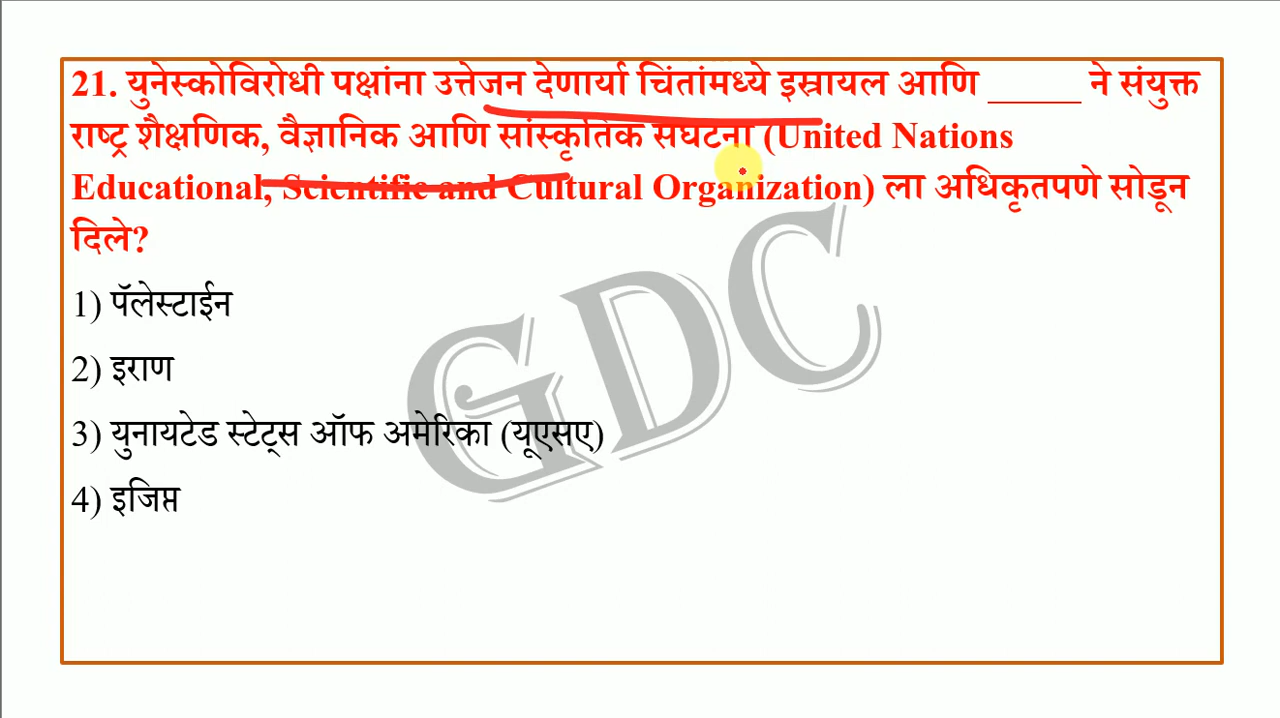 21. युनेस्कोविरोधी पक्षांना उत्तेजन देणार्या चिंतांमध्ये इस्रायल आणि _____ ने संयुक्त
राष्ट्र शैक्षणिक, वैज्ञानिक आणि सांस्कृतिक संघटना (United Nations
Educational, Scientific and Cultural Organization) ला अधिकृतपणे सोडून
दिले?
1) पॅलेस्टाईन
2) इराण
3) युनायटेड स्टेट्स ऑफ अमेरिका (यूएसए)
4) इजिप्त
GDC